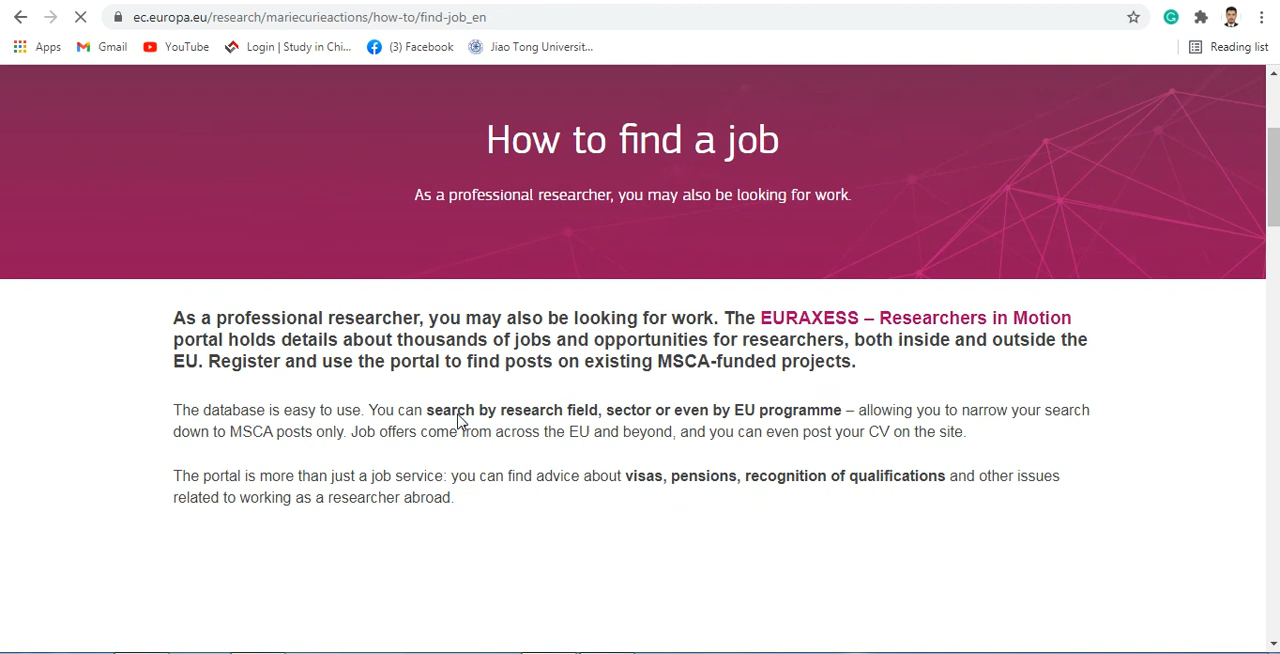 ec.europa.eu/research/mariecurieactions/how-to/find-job_en
Apps Gmail YouTube Login | Study in Chi... (3) Facebook Jiao Tong Universit... Reading list
How to find a job
As a professional researcher, you may also be looking for work.
As a professional researcher, you may also be looking for work. The EURAXESS – Researchers in Motion
portal holds details about thousands of jobs and opportunities for researchers, both inside and outside the
EU. Register and use the portal to find posts on existing MSCA-funded projects.
The database is easy to use. You can search by research field, sector or even by EU programme – allowing you to narrow your search
down to MSCA posts only. Job offers come from across the EU and beyond, and you can even post your CV on the site.
The portal is more than just a job service: you can find advice about visas, pensions, recognition of qualifications and other issues
related to working as a researcher abroad.